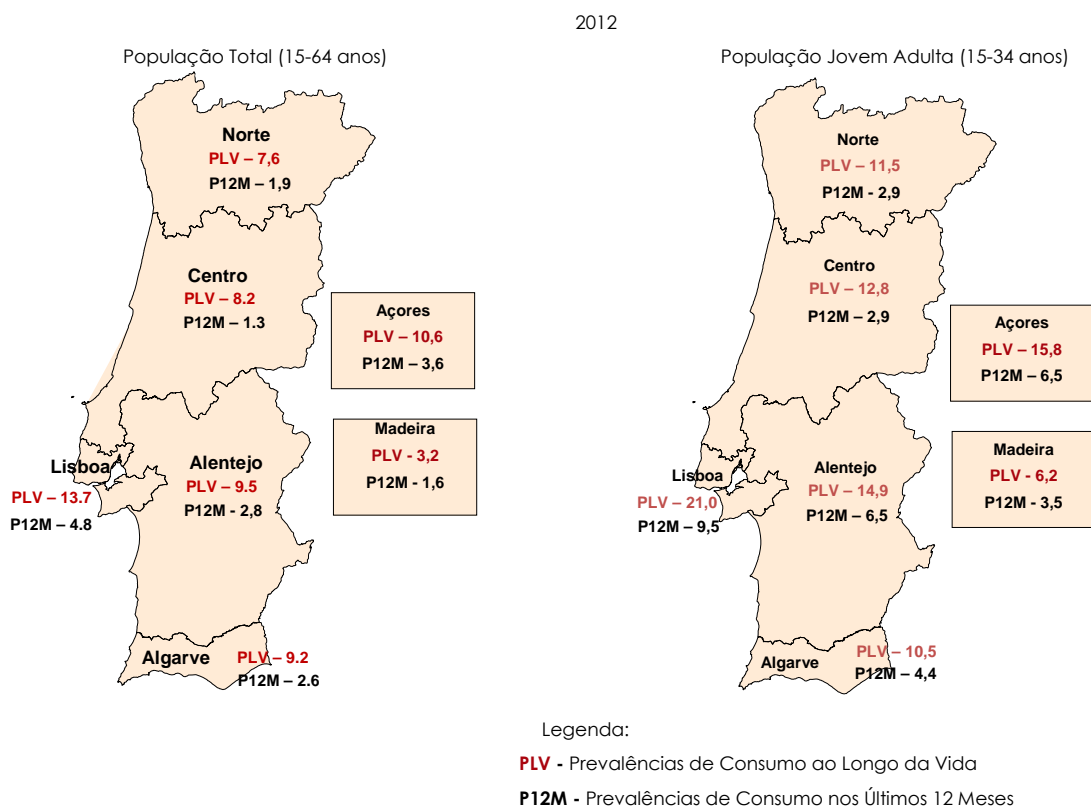 2012
População Total (15-64 anos)
Norte
PLV – 7,6
P12M – 1,9
Centro
PLV – 8.2
P12M – 1.3
Açores
PLV – 10,6
P12M – 3,6
Madeira
PLV - 3,2
P12M - 1,6
Lisboa
PLV – 13.7
P12M – 4.8
Alentejo
PLV – 9.5
P12M - 2,8
Algarve
PLV – 9.2
P12M – 2.6
População Jovem Adulta (15-34 anos)
Norte
PLV – 11,5
P12M – 2,9
Centro
PLV – 12,8
P12M – 2,9
Açores
PLV – 15,8
P12M – 6,5
Madeira
PLV - 6,2
P12M - 3,5
Lisboa
PLV – 21,0
P12M – 9,5
Alentejo
PLV – 14,9
P12M – 6,5
Algarve
PLV – 10,5
P12M – 4,4
Legenda:
PLV - Prevalências de Consumo ao Longo da Vida
P12M - Prevalências de Consumo nos Últimos 12 Meses